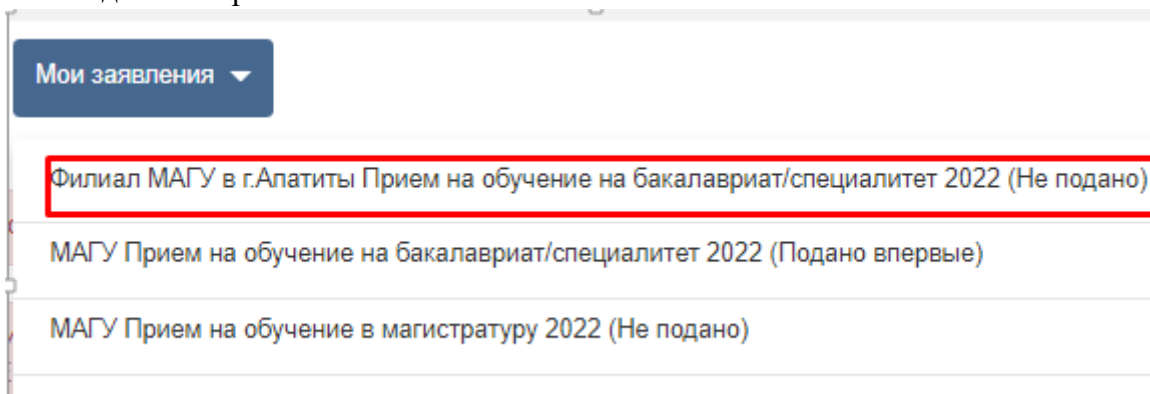 Мои заявления
Филиал МАГУ в г.Апатиты Прием на обучение на бакалавриат/специалитет 2022 (Не подано)
МАГУ Прием на обучение на бакалавриат/специалитет 2022 (Подано впервые)
МАГУ Прием на обучение в магистратуру 2022 (Не подано)